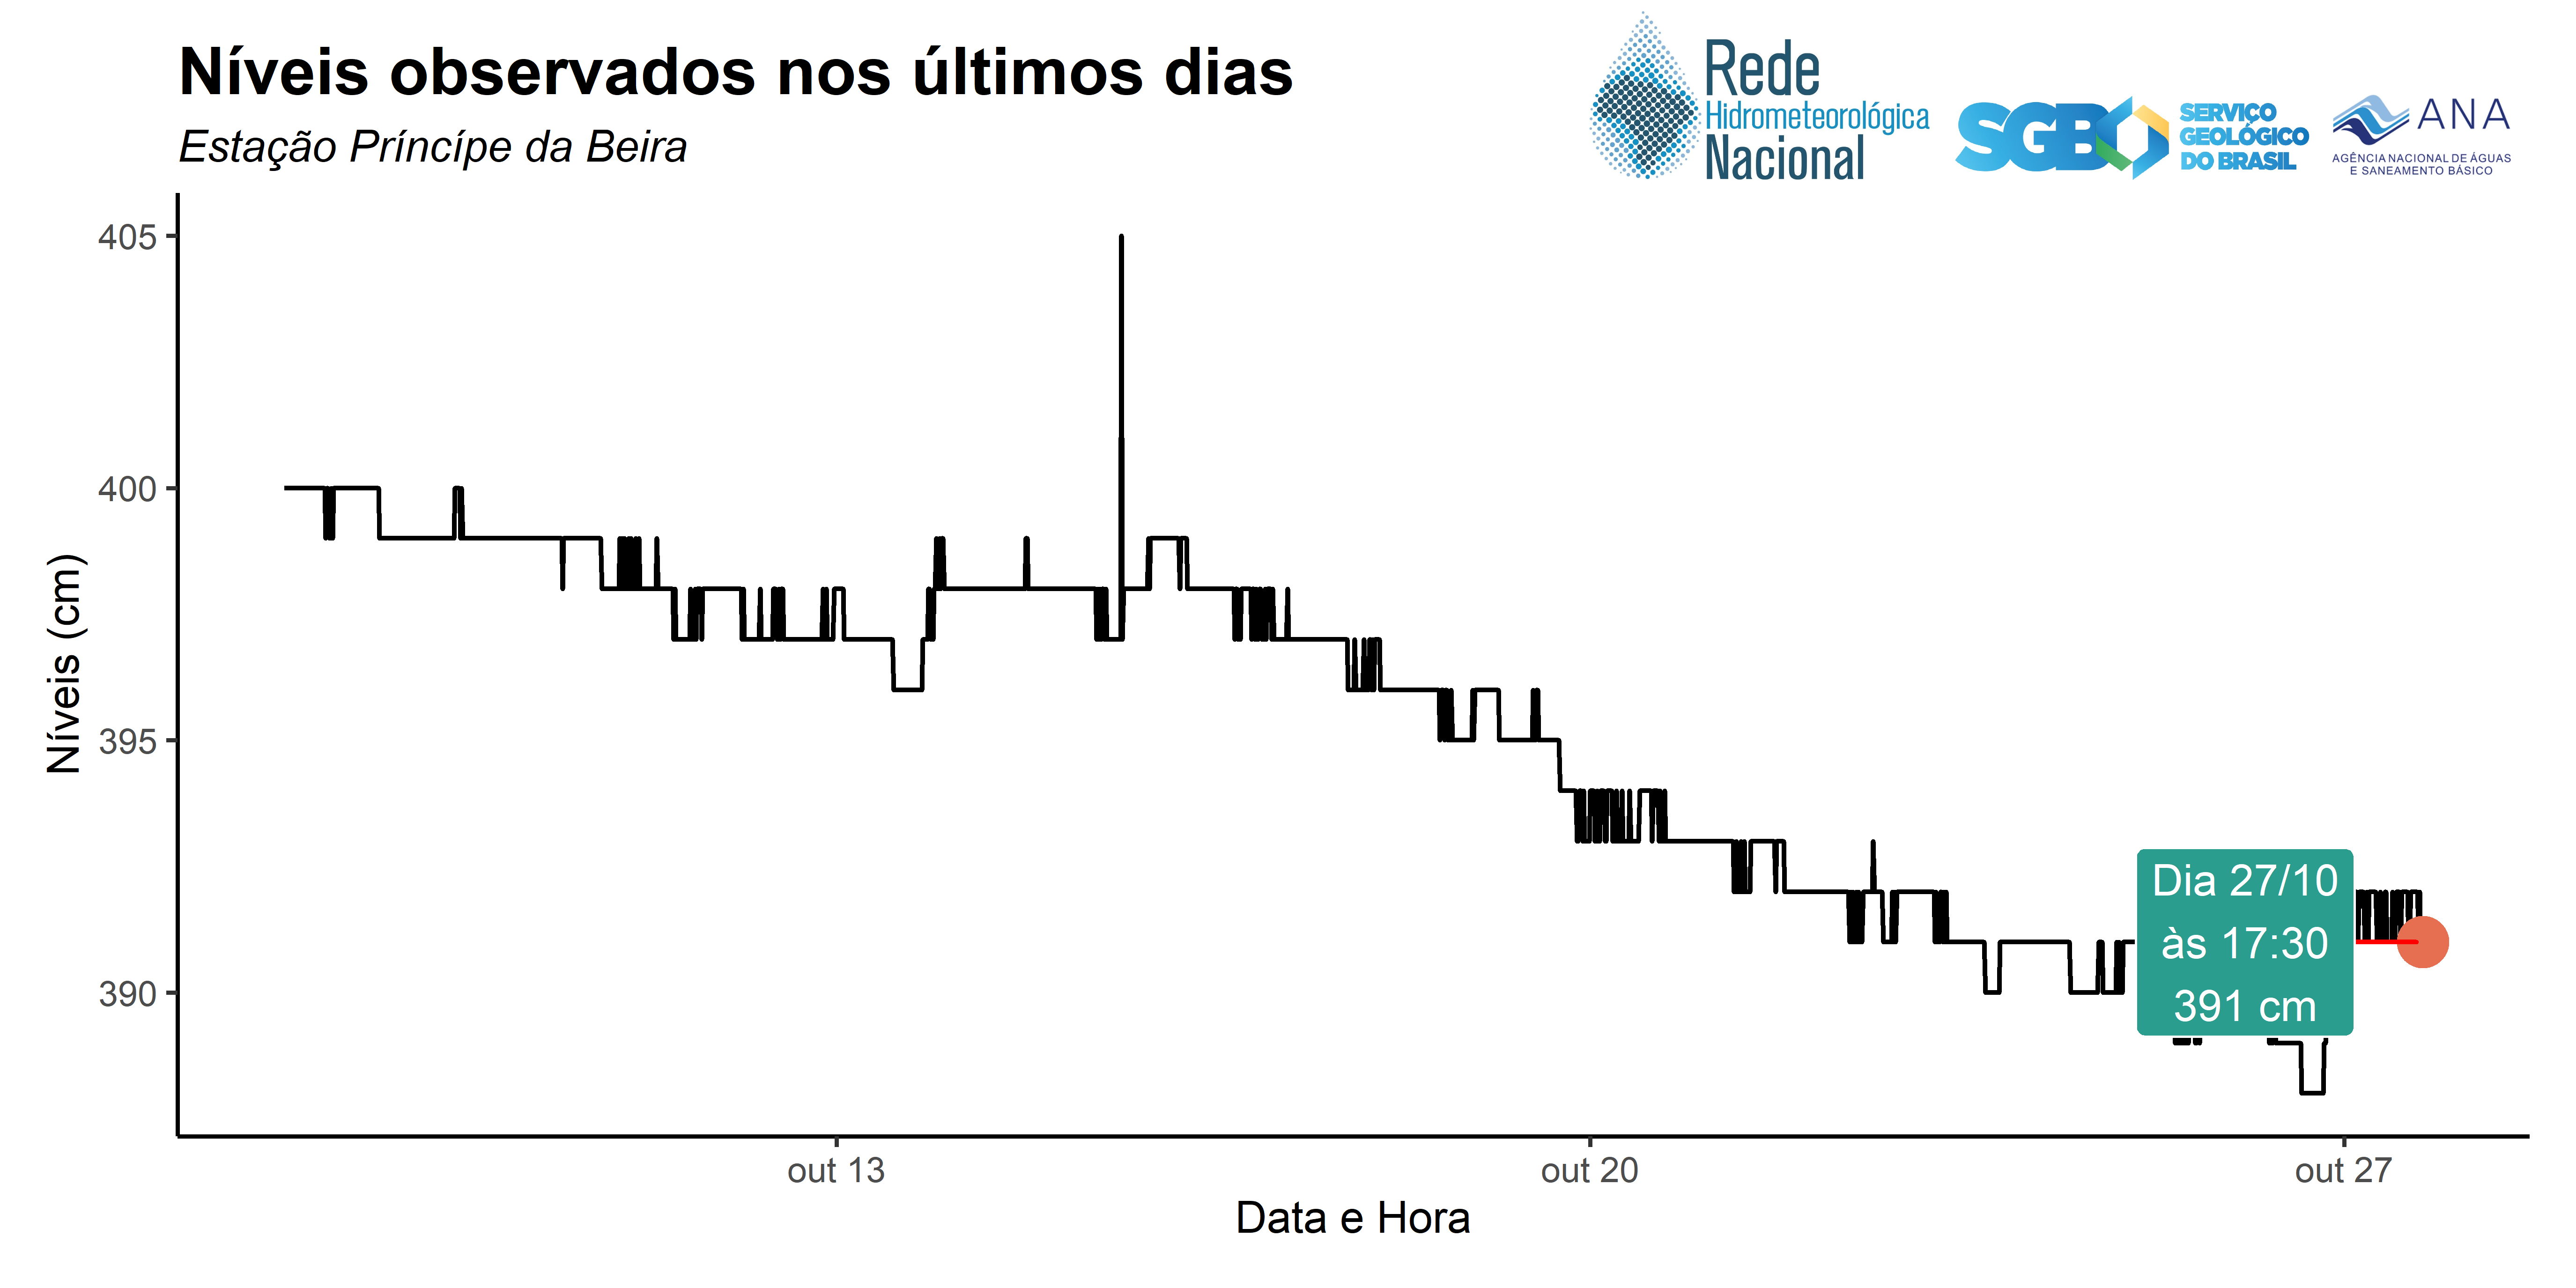 Níveis observados nos últimos dias
Estação Príncípe da Beira
Rede
Hidrometeorológica
Nacional
SGB
SERVIÇO
GEOLÓGICO
DO BRASIL
ANA
AGÊNCIA NACIONAL DE ÁGUAS
E SANEAMENTO BÁSICO
Níveis (cm)
405
400
395
390
Dia 27/10
às 17:30
391 cm
out 13
out 20
out 27
Data e Hora